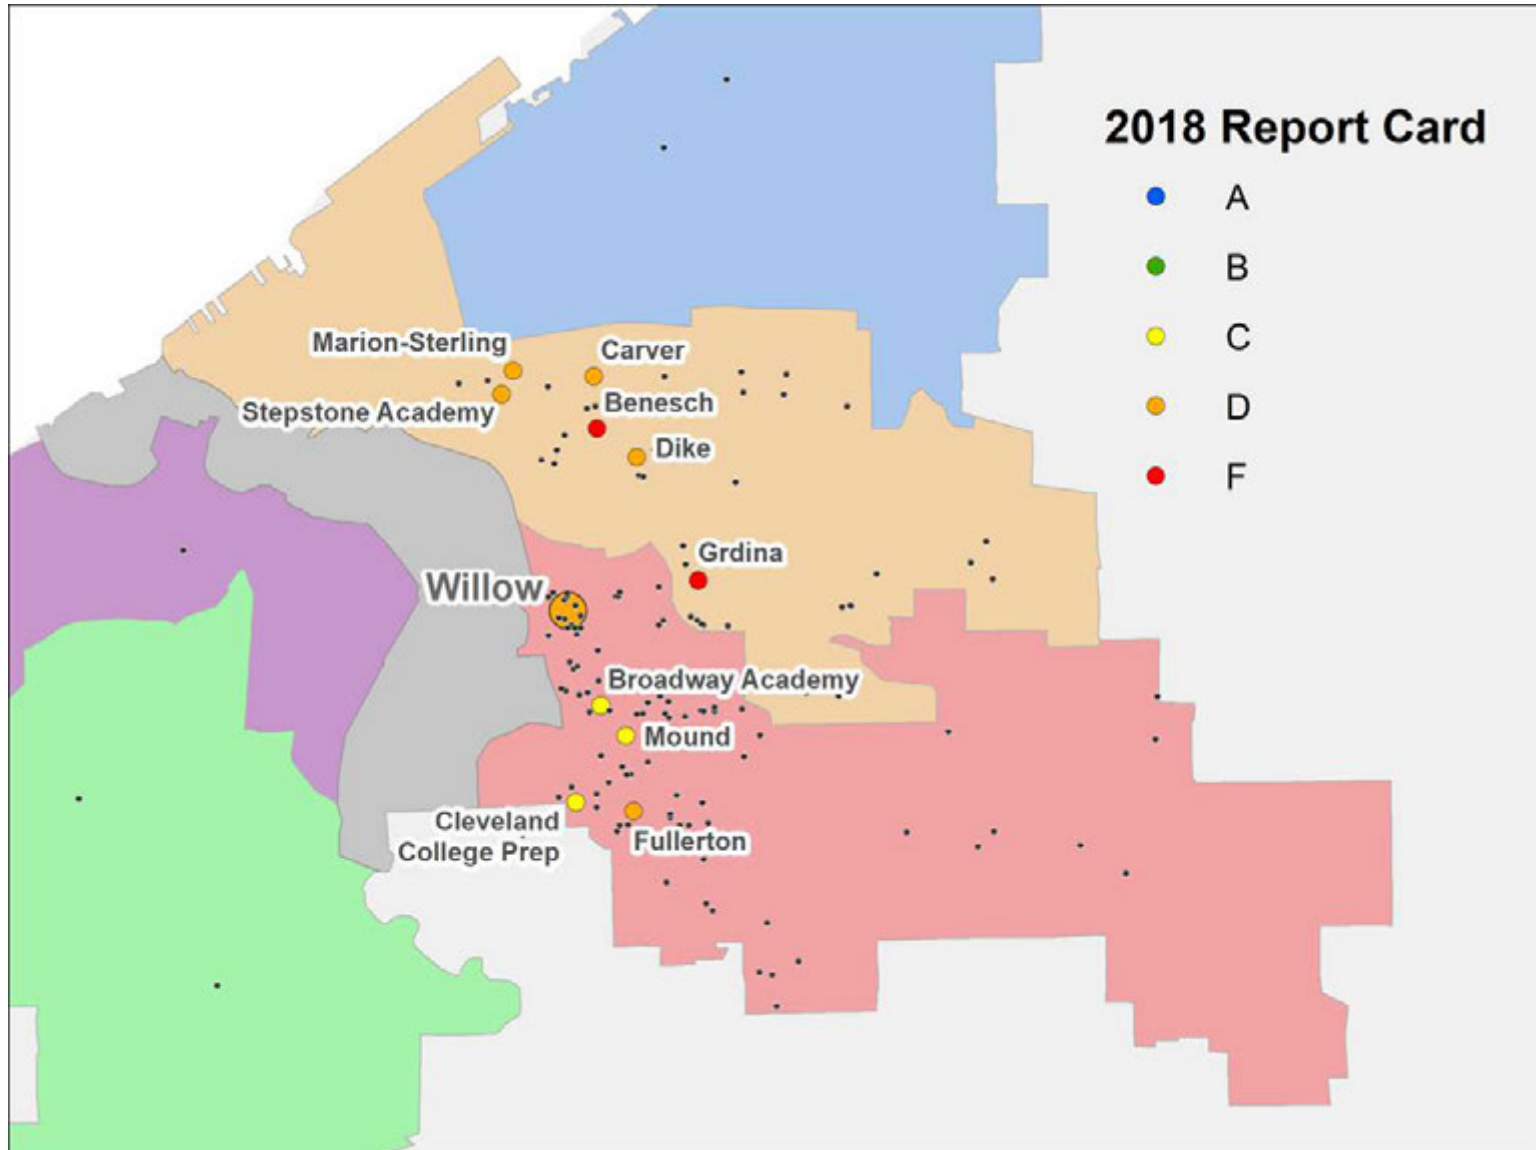 2018 Report Card
A
B
C
D
F
Marion-Sterling
Carver
Stepstone Academy
Benesch
Dike
Grdina
Willow
Broadway Academy
Mound
Cleveland
College Prep
Fullerton